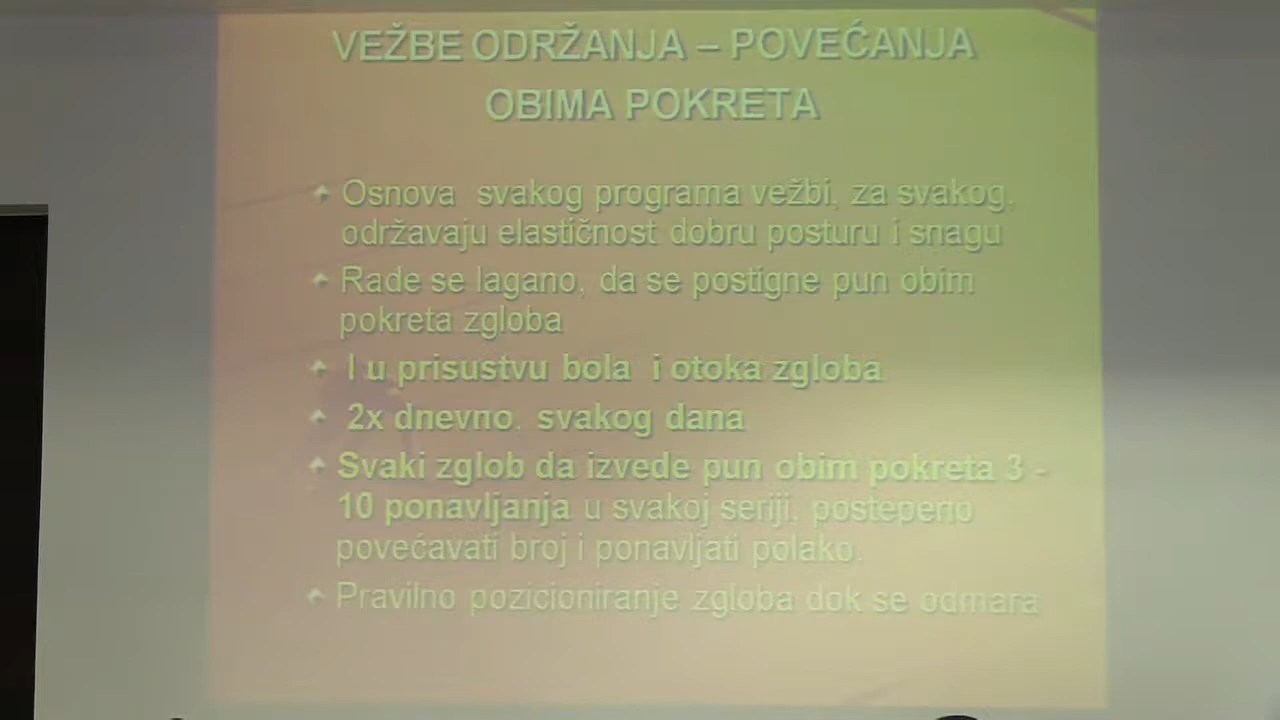 VEŽBE ODRŽANJA – POVEĆANJA
OBIMA POKRETA
Osnova svakog programa vežbi, za svakog,
održavaju elastičnost dobru posturu i snagu
Rade se lagano, da se postigne pun obim
pokreta zgloba
I u prisustvu bola i otoka zgloba
2x dnevno, svakog dana
Svaki zglob da izvede pun obim pokreta 3 -
10 ponavljanja u svakoj seriji, postepeno
povećavati broj i ponavljati polako.
Pravilno pozicioniranje zgloba dok se odmara